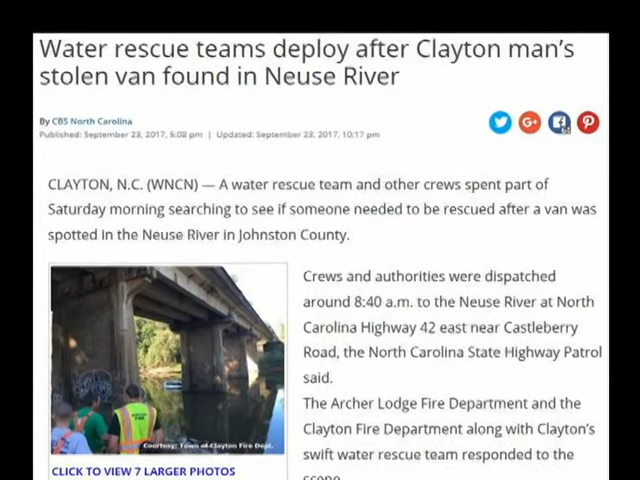 Water rescue teams deploy after Clayton man's
stolen van found in Neuse River
By CBS North Carolina
Published: September 23, 2017, 5:08 pm | Updated: September 23, 2017, 10:17 pm
CLAYTON, N.C. (WNCN) — A water rescue team and other crews spent part of
Saturday morning searching to see if someone needed to be rescued after a van was
spotted in the Neuse River in Johnston County.
Courtesy: Town of Clayton Fire Dept.
CLICK TO VIEW 7 LARGER PHOTOS
Crews and authorities were dispatched
around 8:40 a.m. to the Neuse River at North
Carolina Highway 42 east near Castleberry
Road, the North Carolina State Highway Patrol
said.
The Archer Lodge Fire Department and the
Clayton Fire Department along with Clayton's
swift water rescue team responded to the
scene.